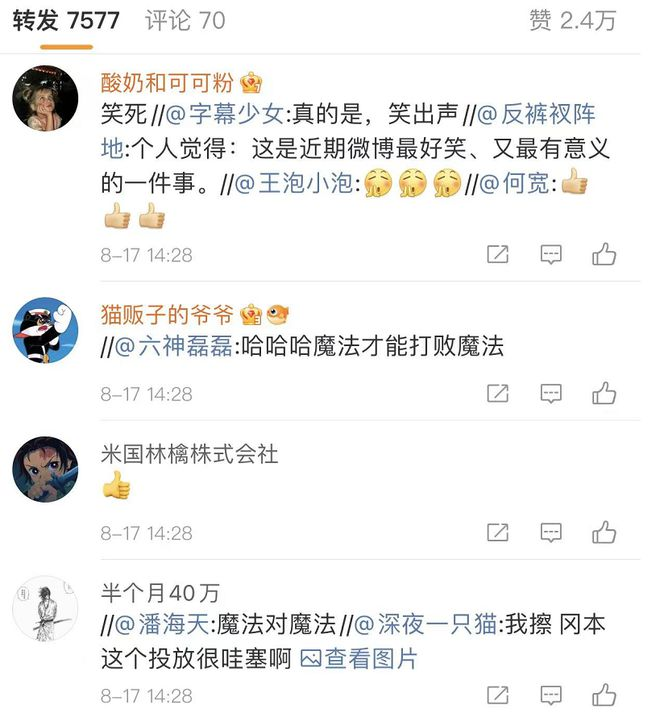 转发 7577 评论 70 赞 2.4万
酸奶和可可粉
笑死//@字幕少女:真的是，笑出声//@反裤衩阵
地:个人觉得：这是近期微博最好笑、又最有意义
的一件事。//@王泡小泡://@何宽:
8-17 14:28
猫贩子的爷爷
//@六神磊磊:哈哈哈魔法才能打败魔法
8-17 14:28
米国林檎株式会社
8-17 14:28
半个月40万
//@潘海天:魔法对魔法//@深夜一只猫:我擦 冈本
这个投放很哇塞啊 查看图片
8-17 14:28